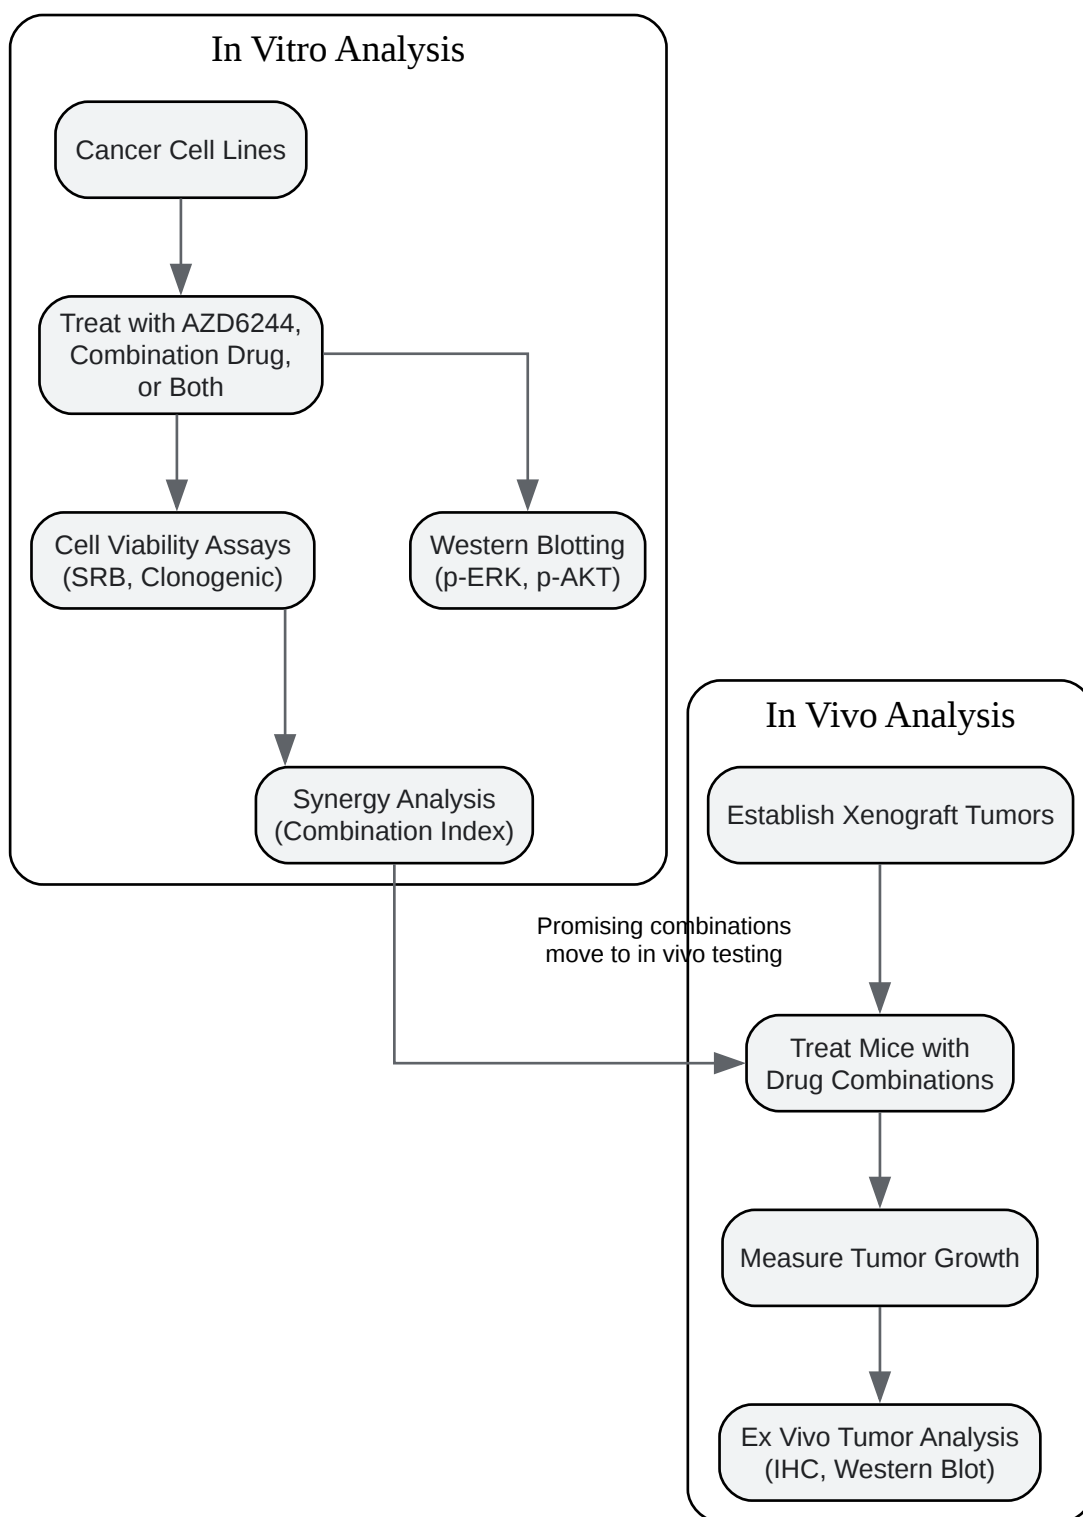 In Vitro Analysis
Cancer Cell Lines
Treat with AZD6244,
Combination Drug,
or Both
Cell Viability Assays
(SRB, Clonogenic)
Western Blotting
(p-ERK, p-AKT)
Synergy Analysis
(Combination Index)
Promising combinations
move to in vivo testing
In Vivo Analysis
Establish Xenograft Tumors
Treat Mice with
Drug Combinations
Measure Tumor Growth
Ex Vivo Tumor Analysis
(IHC, Western Blot)